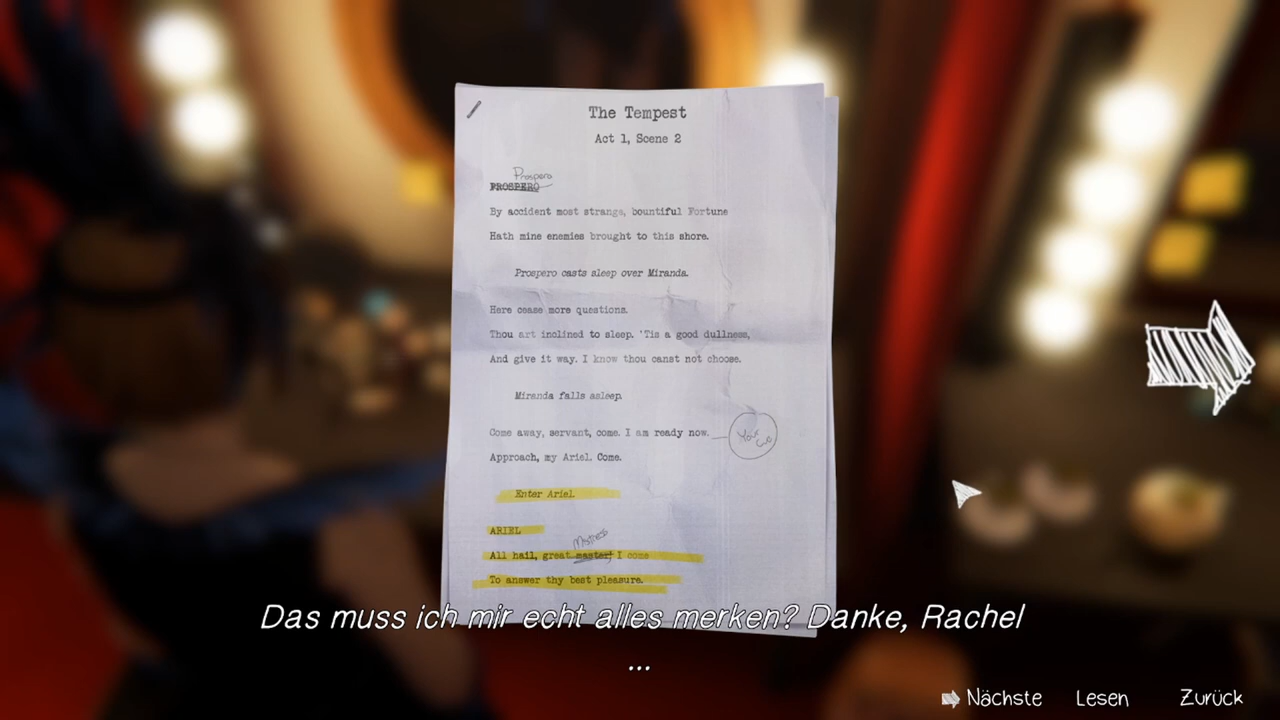 The Tempest
Act 1, Scene 2
Prospero
PROSPERO
By accident most strange, bountiful Fortune
Hath mine enemies brought to this shore.
Prospero casts sleep over Miranda.
Here cease more questions.
Thou art inclined to sleep. 'Tis a good dullness,
And give it way. I know thou canst not choose.
Miranda falls asleep.
Come away, servant, come. I am ready now.
Your Cue
Approach, my Ariel. Come.
Enter Ariel.
ARIEL
Mistress
All hail, great master! I come
To answer thy best pleasure.
Das muss ich mir echt alles merken? Danke, Rachel
...
Nächste Lesen Zurück